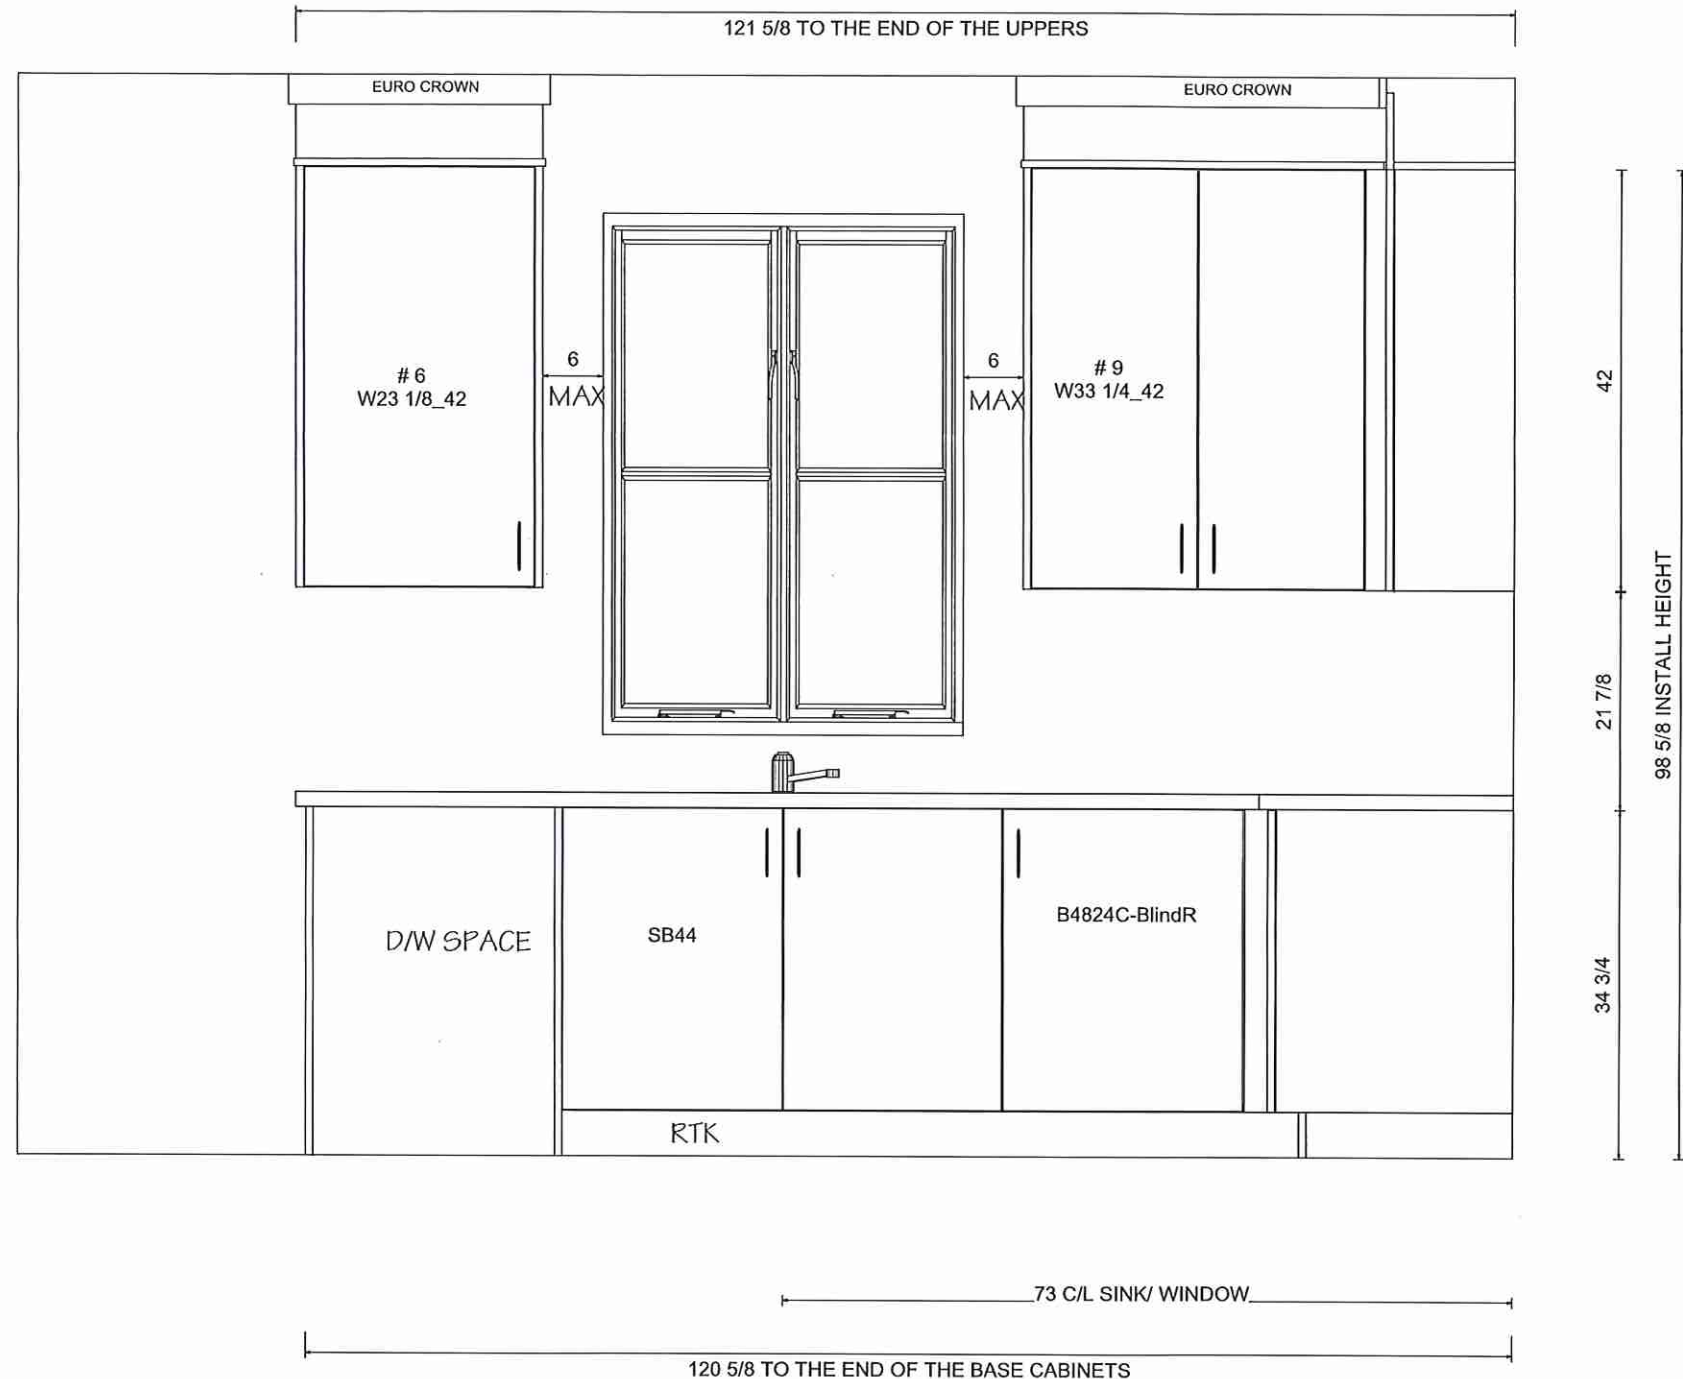 121 5/8 TO THE END OF THE UPPERS
EURO CROWN
EURO CROWN
# 6
W23 1/8_42
6
MAX
6
MAX
# 9
W33 1/4_42
42
21 7/8
98 5/8 INSTALL HEIGHT
D/W SPACE
SB44
B4824C-BlindR
34 3/4
RTK
73 C/L SINK/ WINDOW
120 5/8 TO THE END OF THE BASE CABINETS